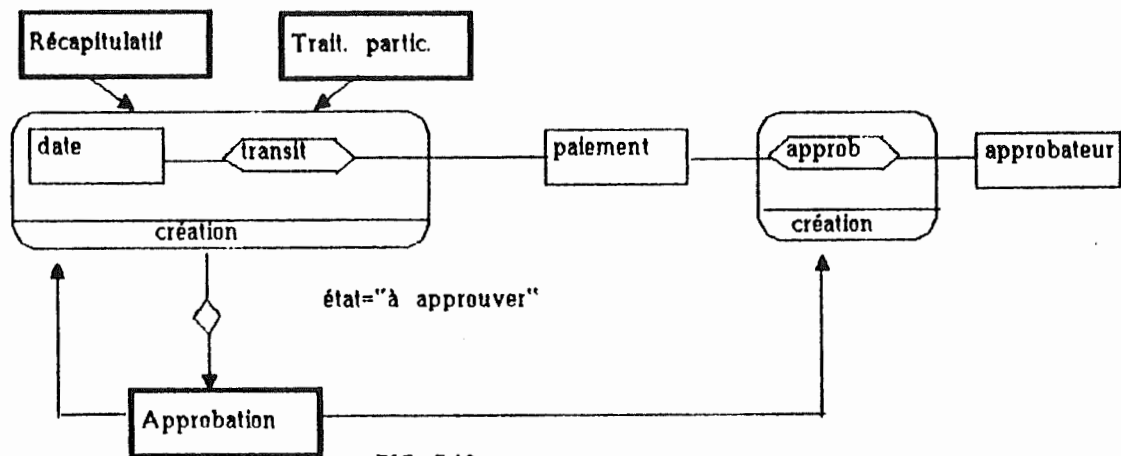 Récapitulatif
Trait. partic.
date
transit
paiement
approb
approbateur
création
création
état="à approuver"
Approbation